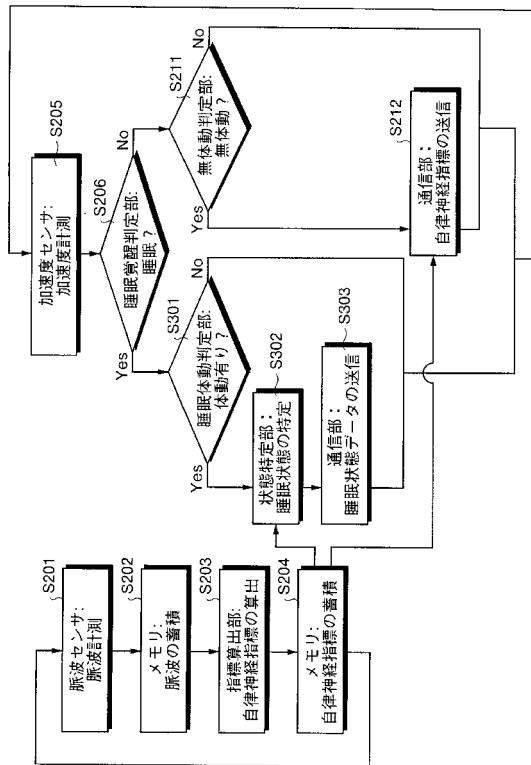 S201
脈波センサ:
脈波計測
S202
メモリ:
脈波の蓄積
S203
指標算出部:
自律神経指標の算出
S204
メモリ:
自律神経指標の蓄積
S205
加速度センサ:
加速度計測
S206
睡眠覚醒判定部:
睡眠?
Yes
No
S301
睡眠体動判定部:
体動有り?
Yes
No
S302
状態特定部:
睡眠状態の特定
S303
通信部:
睡眠状態データの送信
S211
無体動判定部:
無体動?
Yes
No
S212
通信部:
自律神経指標の送信